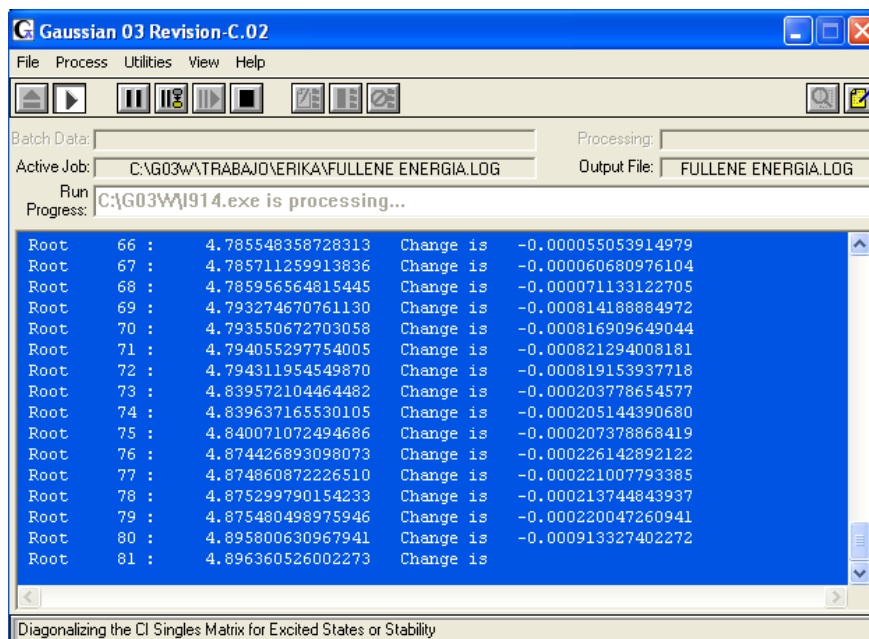 Gaussian 03 Revision-C.02
File Process Utilities View Help
Batch Data: Processing:
Active Job: C:\G03W\TRABAJO\ERIKA\FULLENE ENERGIA.LOG Output File: FULLENE ENERGIA.LOG
Run Progress: C:\G03W\l914.exe is processing...
Root 66 : 4.785548358728313 Change is -0.000055053914979
Root 67 : 4.785711259913836 Change is -0.000060680976104
Root 68 : 4.785956564815445 Change is -0.000071133122705
Root 69 : 4.793274670761130 Change is -0.000814188884972
Root 70 : 4.793550672703058 Change is -0.000816909649044
Root 71 : 4.794055297754005 Change is -0.000821294008181
Root 72 : 4.794311954549870 Change is -0.000819153937718
Root 73 : 4.839572104464482 Change is -0.000203778654577
Root 74 : 4.839637165530105 Change is -0.000205144390680
Root 75 : 4.840071072494686 Change is -0.000207378868419
Root 76 : 4.874426893098073 Change is -0.000226142892122
Root 77 : 4.874860872226510 Change is -0.000221007793385
Root 78 : 4.875299790154233 Change is -0.000213744843937
Root 79 : 4.875480498975946 Change is -0.000220047260941
Root 80 : 4.895800630967941 Change is -0.000913327402272
Root 81 : 4.896360526002273 Change is
Diagonalizing the CI Singles Matrix for Excited States or Stability